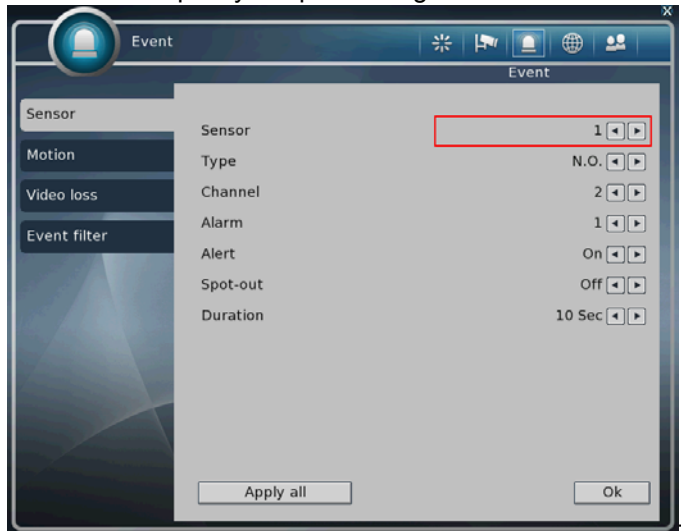 x
Event
Event
Sensor
Motion
Video loss
Event filter
Sensor 1
Type N.O.
Channel 2
Alarm 1
Alert On
Spot-out Off
Duration 10 Sec
Apply all Ok